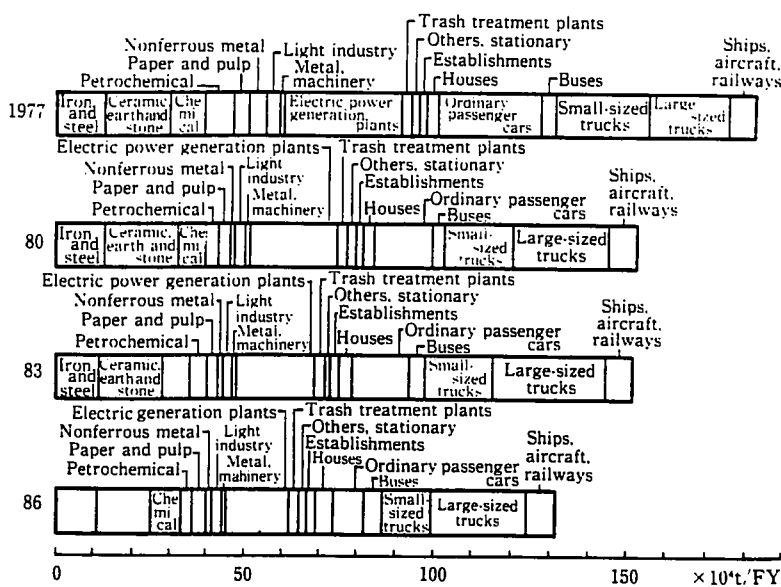 Trash treatment plants
Others, stationary
Nonferrous metal
Light industry
Establishments
Ships,
Paper and pulp
Metal,
Houses
Buses
aircraft,
Petrochemical
machinery
railways
1977
Iron, and steel
Ceramic, earth and stone
Chemical
Electric power generation plants
Ordinary passenger cars
Small-sized trucks
Large-sized trucks
Electric power generation plants
Trash treatment plants
Nonferrous metal
Light industry
Others, stationary
Ships,
Paper and pulp
Metal,
Establishments
aircraft,
Petrochemical
machinery
Houses
Ordinary passenger cars
railways
Buses
80
Iron, and steel
Ceramic, earth and stone
Chemical
Small-sized trucks
Large-sized trucks
Electric power generation plants
Trash treatment plants
Nonferrous metal
Light industry
Others, stationary
Ships,
Paper and pulp
Metal,
Establishments
aircraft,
Petrochemical
machinery
Houses
Ordinary passenger cars
railways
Buses
83
Iron, and steel
Ceramic, earth and stone
Small-sized trucks
Large-sized trucks
Electric generation plants
Trash treatment plants
Nonferrous metal
Light industry
Others, stationary
Ships,
Paper and pulp
Metal,
Establishments
aircraft,
Petrochemical
mahinery
Houses
Ordinary passenger cars
railways
Buses
86
Chemical
Small-sized trucks
Large-sized trucks
0 50 100 150 ×10⁴t,'FY